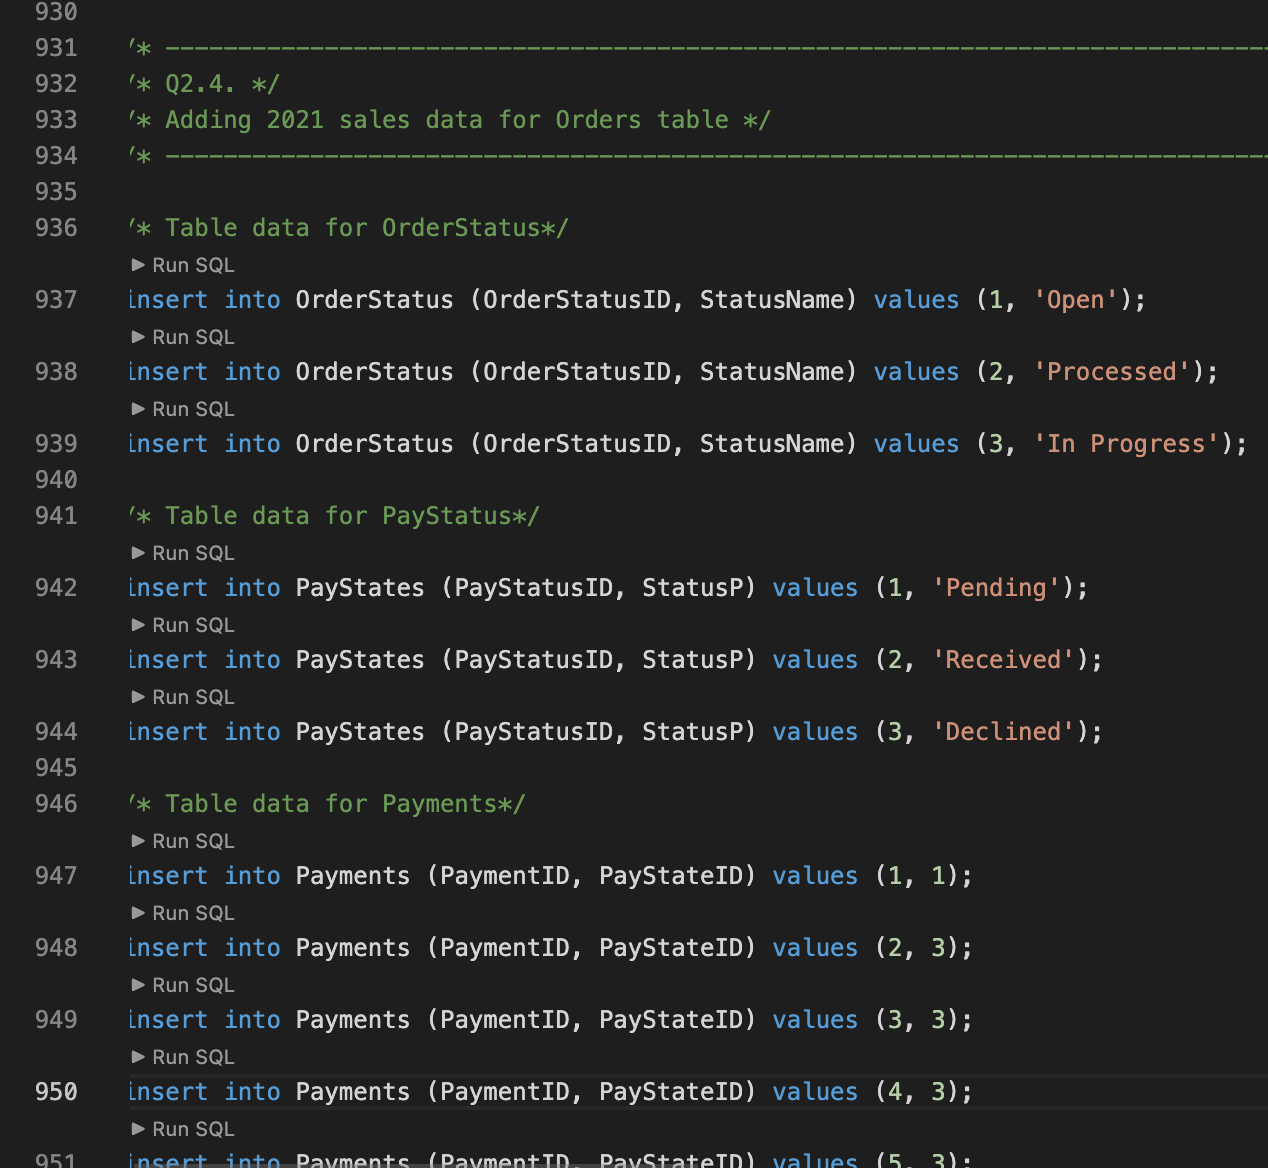 930
931 /* --------------------------------------------------------------------------
932 /* Q2.4. */
933 /* Adding 2021 sales data for Orders table */
934 /* --------------------------------------------------------------------------
935
936 /* Table data for OrderStatus*/
▶ Run SQL
937 insert into OrderStatus (OrderStatusID, StatusName) values (1, 'Open');
▶ Run SQL
938 insert into OrderStatus (OrderStatusID, StatusName) values (2, 'Processed');
▶ Run SQL
939 insert into OrderStatus (OrderStatusID, StatusName) values (3, 'In Progress');
940
941 /* Table data for PayStatus*/
▶ Run SQL
942 insert into PayStates (PayStatusID, StatusP) values (1, 'Pending');
▶ Run SQL
943 insert into PayStates (PayStatusID, StatusP) values (2, 'Received');
▶ Run SQL
944 insert into PayStates (PayStatusID, StatusP) values (3, 'Declined');
945
946 /* Table data for Payments*/
▶ Run SQL
947 insert into Payments (PaymentID, PayStateID) values (1, 1);
▶ Run SQL
948 insert into Payments (PaymentID, PayStateID) values (2, 3);
▶ Run SQL
949 insert into Payments (PaymentID, PayStateID) values (3, 3);
▶ Run SQL
950 insert into Payments (PaymentID, PayStateID) values (4, 3);
▶ Run SQL
951 insert into Payments (PaymentID, PayStateID) values (5, 3);